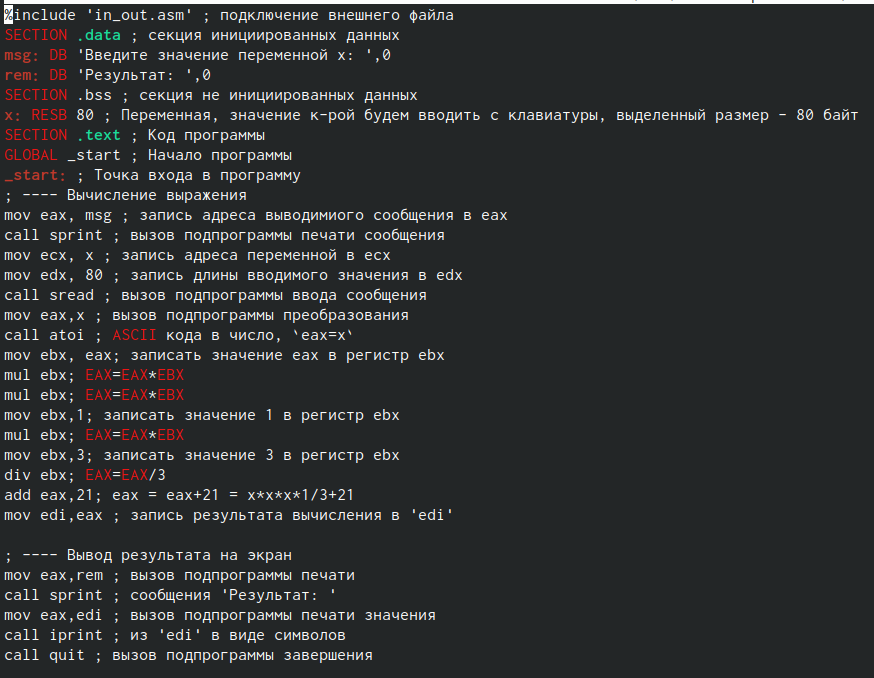 %include 'in_out.asm' ; подключение внешнего файла
SECTION .data ; секция инициированных данных
msg: DB 'Введите значение переменной x: ',0
rem: DB 'Результат: ',0
SECTION .bss ; секция не инициированных данных
x: RESB 80 ; Переменная, значение к-рой будем вводить с клавиатуры, выделенный размер - 80 байт
SECTION .text ; Код программы
GLOBAL _start ; Начало программы
_start: ; Точка входа в программу
; ---- Вычисление выражения
mov eax, msg ; запись адреса выводимиого сообщения в eax
call sprint ; вызов подпрограммы печати сообщения
mov ecx, x ; запись адреса переменной в ecx
mov edx, 80 ; запись длины вводимого значения в edx
call sread ; вызов подпрограммы ввода сообщения
mov eax,x ; вызов подпрограммы преобразования
call atoi ; ASCII кода в число, `eax=x`
mov ebx, eax; записать значение eax в регистр ebx
mul ebx; EAX=EAX*EBX
mul ebx; EAX=EAX*EBX
mov ebx,1; записать значение 1 в регистр ebx
mul ebx; EAX=EAX*EBX
mov ebx,3; записать значение 3 в регистр ebx
div ebx; EAX=EAX/3
add eax,21; eax = eax+21 = x*x*x*1/3+21
mov edi,eax ; запись результата вычисления в 'edi'
; ---- Вывод результата на экран
mov eax,rem ; вызов подпрограммы печати
call sprint ; сообщения 'Результат: '
mov eax,edi ; вызов подпрограммы печати значения
call iprint ; из 'edi' в виде символов
call quit ; вызов подпрограммы завершения